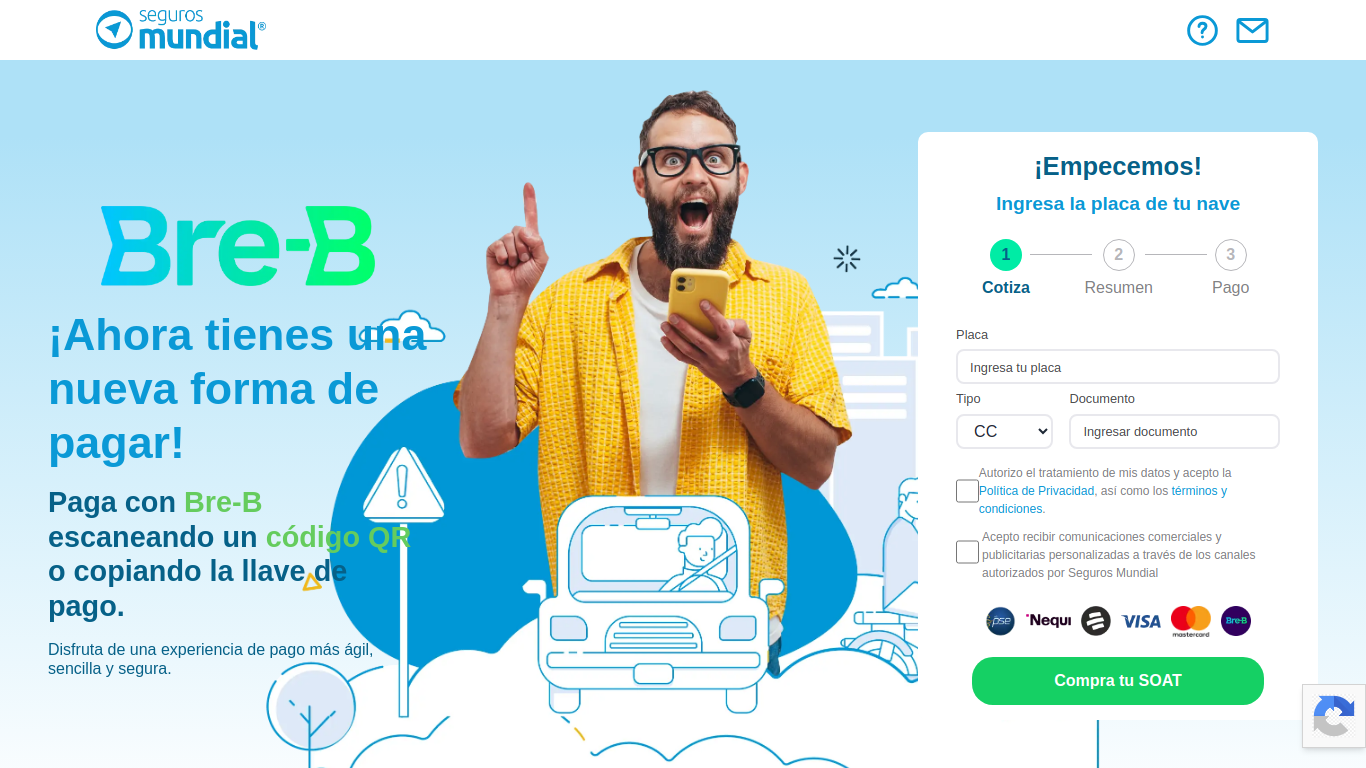 seguros
mundial®
Bre-B
¡Ahora tienes una
nueva forma de
pagar!
Paga con Bre-B
escaneando un código QR
o copiando la llave de
pago.
Disfruta de una experiencia de pago más ágil,
sencilla y segura.
¡Empecemos!
Ingresa la placa de tu nave
1 2 3
Cotiza Resumen Pago
Placa
Ingresa tu placa
Tipo Documento
CC Ingresar documento
Autorizo el tratamiento de mis datos y acepto la
Política de Privacidad, así como los términos y
condiciones.
Acepto recibir comunicaciones comerciales y
publicitarias personalizadas a través de los canales
autorizados por Seguros Mundial
pse Nequi VISA mastercard Bre-B
Compra tu SOAT